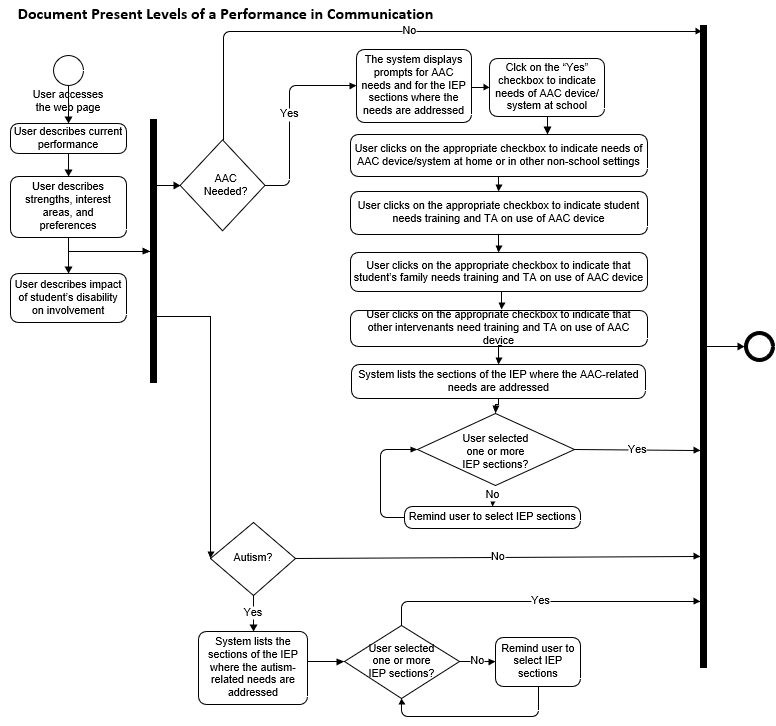 Document Present Levels of a Performance in Communication
User accesses
the web page
User describes current
performance
User describes
strengths, interest
areas, and
preferences
User describes impact
of student's disability
on involvement
AAC
Needed?
No
Yes
The system displays
prompts for AAC
needs and for the IEP
sections where the
needs are addressed
Clck on the “Yes”
checkbox to indicate
needs of AAC device/
system at school
User clicks on the appropriate checkbox to indicate needs of
AAC device/system at home or in other non-school settings
User clicks on the appropriate checkbox to indicate student
needs training and TA on use of AAC device
User clicks on the appropriate checkbox to indicate that
student's family needs training and TA on use of AAC device
User clicks on the appropriate checkbox to indicate that
other intervenants need training and TA on use of AAC
device
System lists the sections of the IEP where the AAC-related
needs are addressed
User selected
one or more
IEP sections?
Yes
No
Remind user to select IEP sections
Autism?
No
Yes
System lists the
sections of the IEP
where the autism-
related needs are
addressed
User selected
one or more
IEP sections?
Yes
No
Remind user to
select IEP
sections